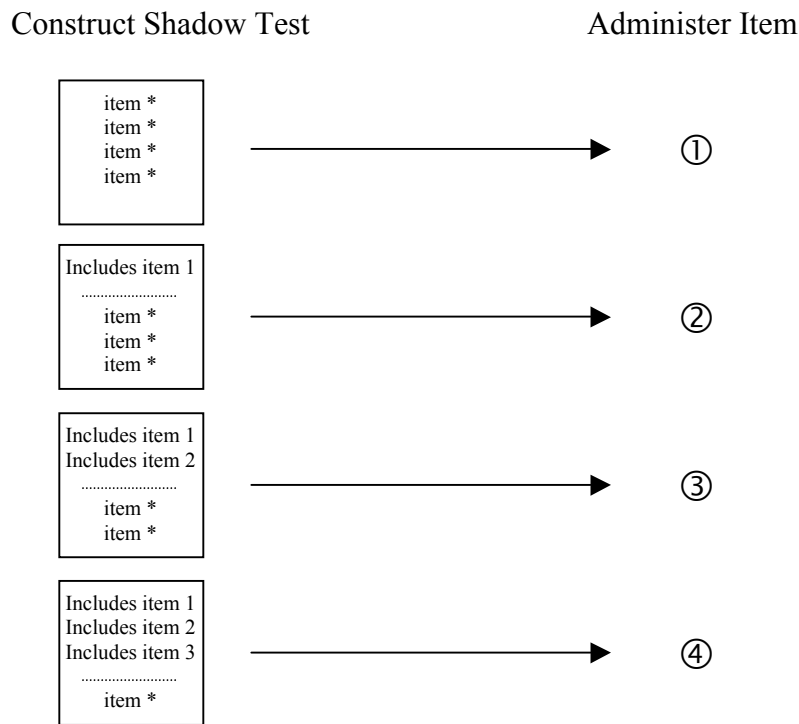 Construct Shadow Test
Administer Item
item *
item *
item *
item *
①
Includes item 1
........................
item *
item *
item *
②
Includes item 1
Includes item 2
........................
item *
item *
③
Includes item 1
Includes item 2
Includes item 3
........................
item *
④